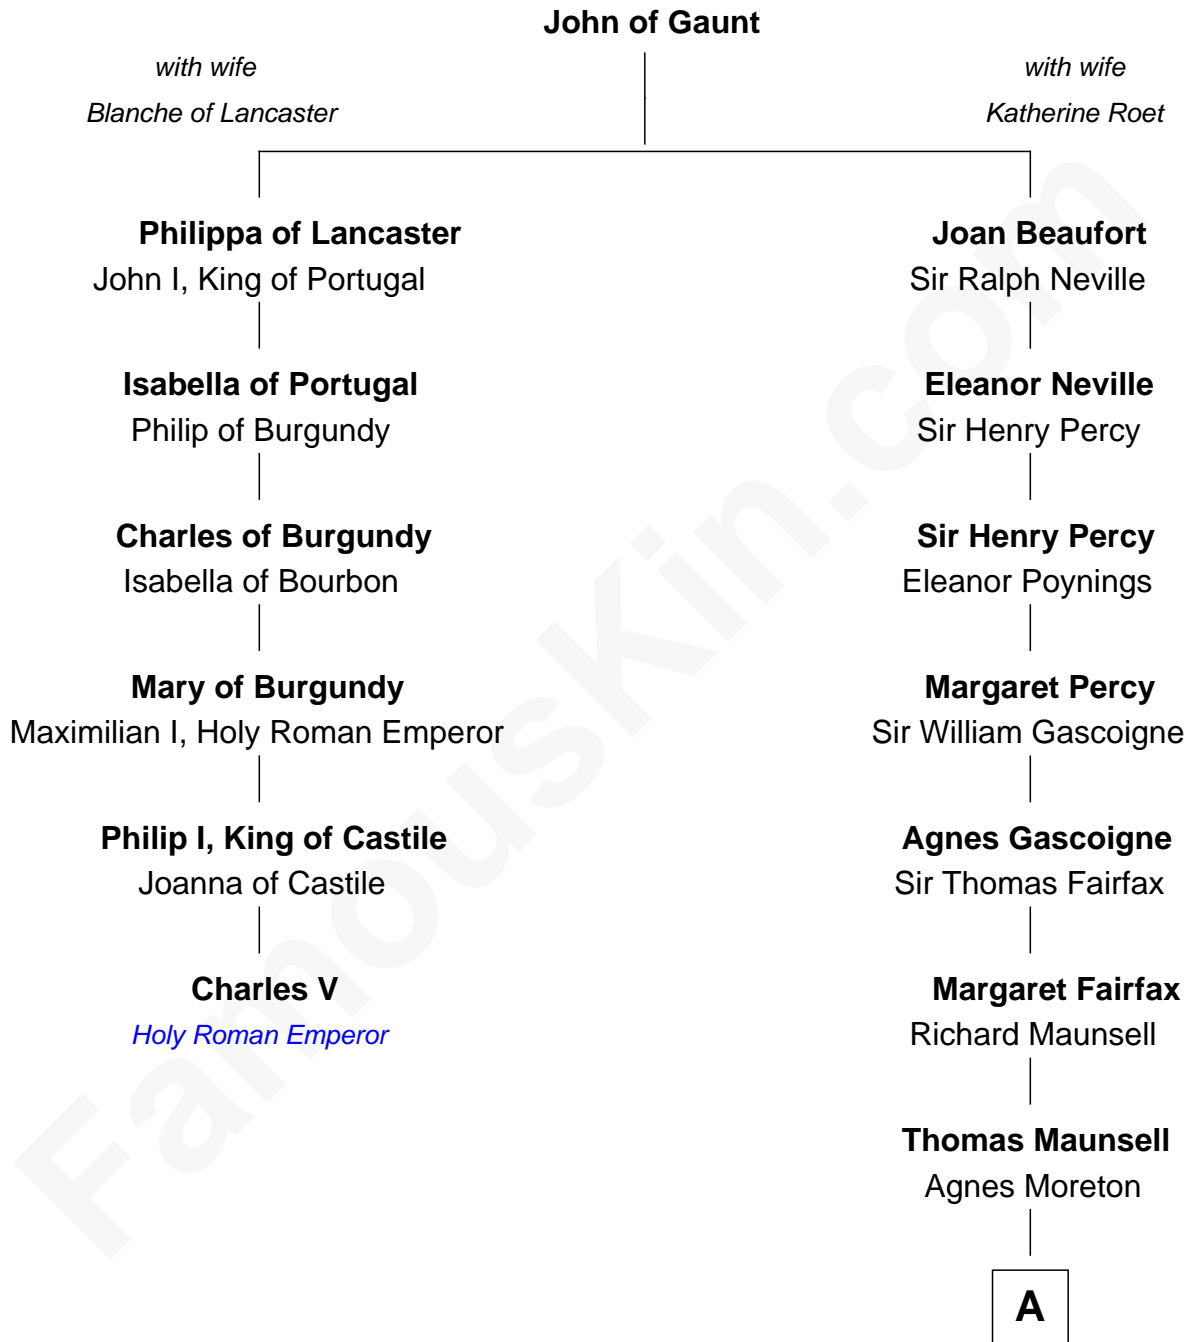 John of Gaunt
with wife
Blanche of Lancaster
with wife
Katherine Roet
Philippa of Lancaster
John I, King of Portugal
Joan Beaufort
Sir Ralph Neville
Isabella of Portugal
Philip of Burgundy
Eleanor Neville
Sir Henry Percy
Charles of Burgundy
Isabella of Bourbon
Sir Henry Percy
Eleanor Poynings
Mary of Burgundy
Maximilian I, Holy Roman Emperor
Margaret Percy
Sir William Gascoigne
Philip I, King of Castile
Joanna of Castile
Agnes Gascoigne
Sir Thomas Fairfax
Charles V
Holy Roman Emperor
Margaret Fairfax
Richard Maunsell
Thomas Maunsell
Agnes Moreton
A
FamousKin.com